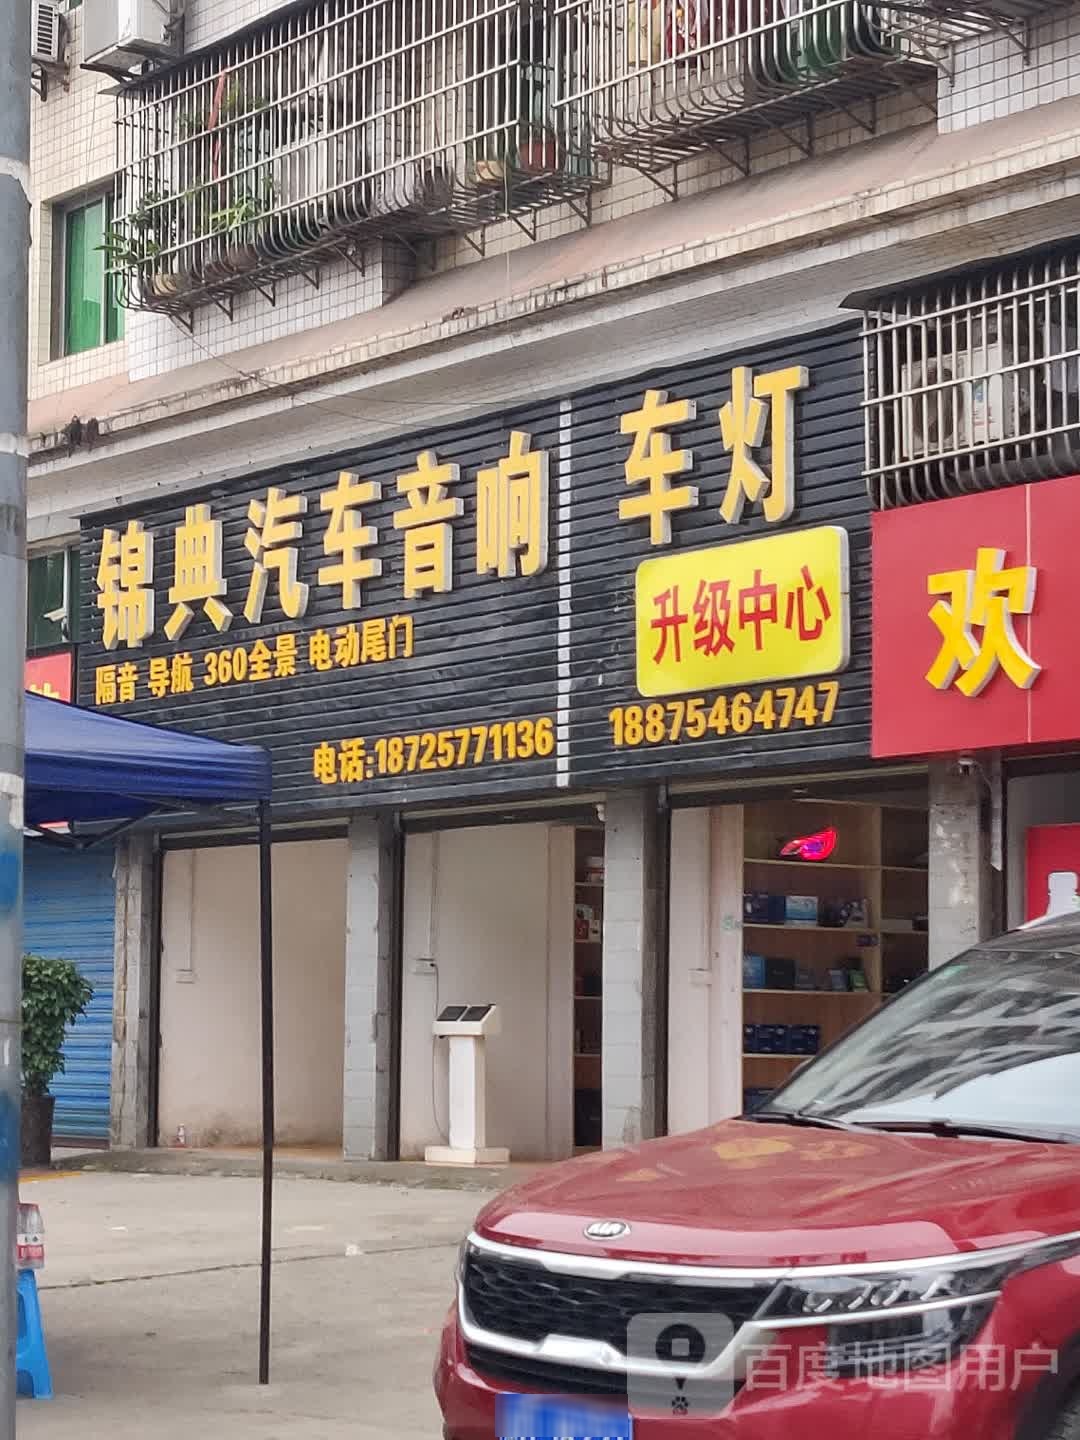 锦典汽车音响
隔音 导航 360全景 电动尾门
电话:18725771136
车灯
升级中心
18875464747
欢
KIA
百度地图用户